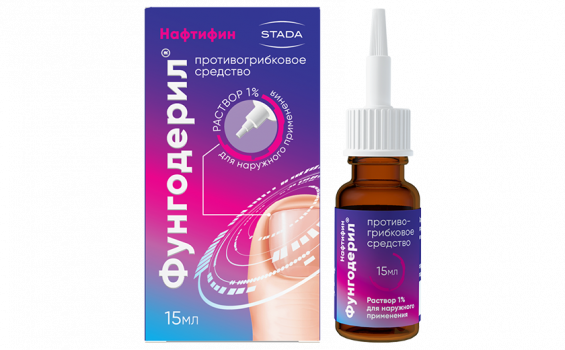 Нафтифин
STADA
противогрибковое
средство
Фунгодерил®
РАСТВОР 1%
для наружного применения
15мл
Нафтифин
Фунгодерил®
противо-
грибковое
средство
15мл
Раствор 1%
для наружного
применения